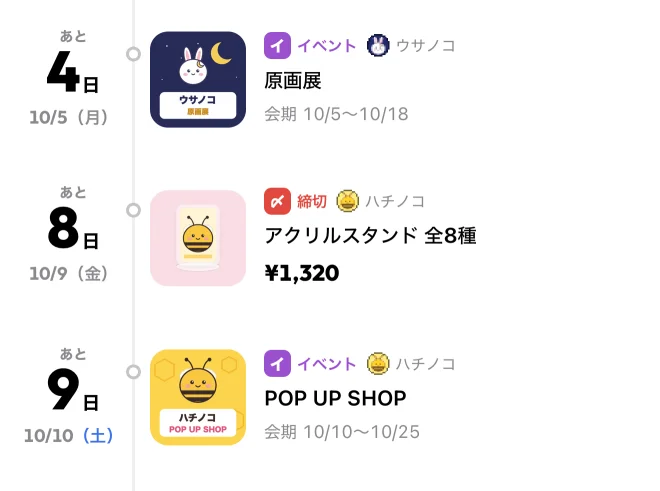 あと
4日
10/5（月）
ウサノコ
原画展
イ イベント ウサノコ
原画展
会期 10/5〜10/18
あと
8日
10/9（金）
〆 締切 ハチノコ
アクリルスタンド 全8種
¥1,320
あと
9日
10/10（土）
ハチノコ
POP UP SHOP
イ イベント ハチノコ
POP UP SHOP
会期 10/10〜10/25